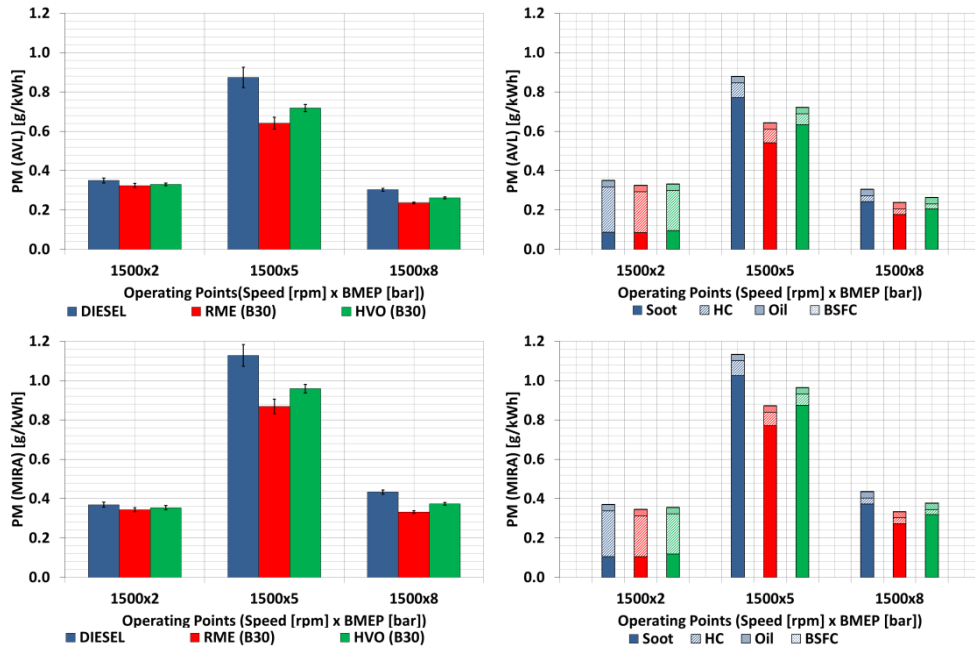 PM (AVL) [g/kWh]
1.2
1.0
0.8
0.6
0.4
0.2
0.0
1500x2 1500x5 1500x8
Operating Points(Speed [rpm] x BMEP [bar])
DIESEL RME (B30) HVO (B30)
PM (AVL) [g/kWh]
1.2
1.0
0.8
0.6
0.4
0.2
0.0
1500x2 1500x5 1500x8
Operating Points (Speed [rpm] x BMEP [bar])
Soot HC Oil BSFC
PM (MIRA) [g/kWh]
1.2
1.0
0.8
0.6
0.4
0.2
0.0
1500x2 1500x5 1500x8
Operating Points (Speed [rpm] x BMEP [bar])
DIESEL RME (B30) HVO (B30)
PM (MIRA) [g/kWh]
1.2
1.0
0.8
0.6
0.4
0.2
0.0
1500x2 1500x5 1500x8
Operating Points (Speed [rpm] x BMEP [bar])
Soot HC Oil BSFC